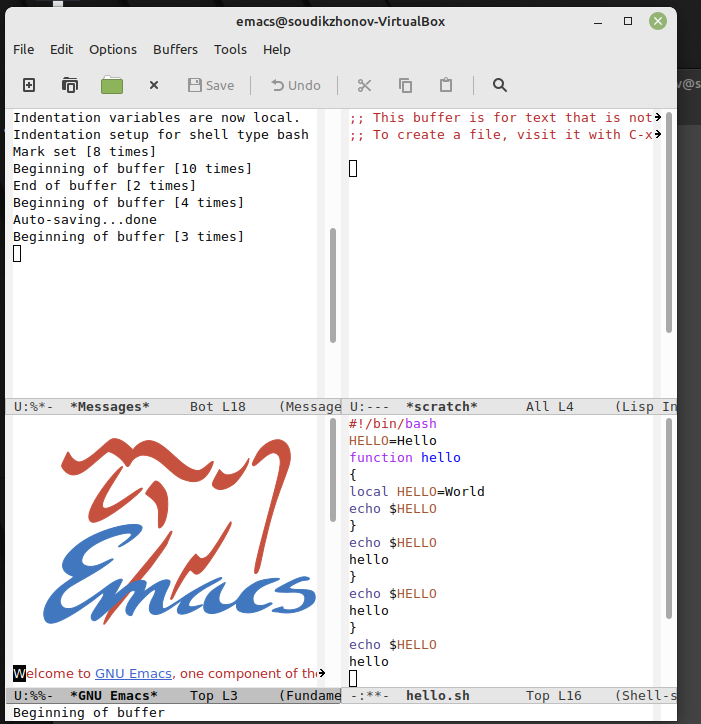 emacs@soudikzhonov-VirtualBox
File Edit Options Buffers Tools Help
Save Undo
Indentation variables are now local.
Indentation setup for shell type bash
Mark set [8 times]
Beginning of buffer [10 times]
End of buffer [2 times]
Beginning of buffer [4 times]
Auto-saving...done
Beginning of buffer [3 times]
U:%*- *Messages* Bot L18 (Message
;; This buffer is for text that is not
;; To create a file, visit it with C-x
U:--- *scratch* All L4 (Lisp In
Emacs
Welcome to GNU Emacs, one component of the
U:%%- *GNU Emacs* Top L3 (Fundame
#!/bin/bash
HELLO=Hello
function hello
{
local HELLO=World
echo $HELLO
}
echo $HELLO
hello
}
echo $HELLO
hello
}
echo $HELLO
hello
-:**- hello.sh Top L16 (Shell-s
Beginning of buffer
v@s